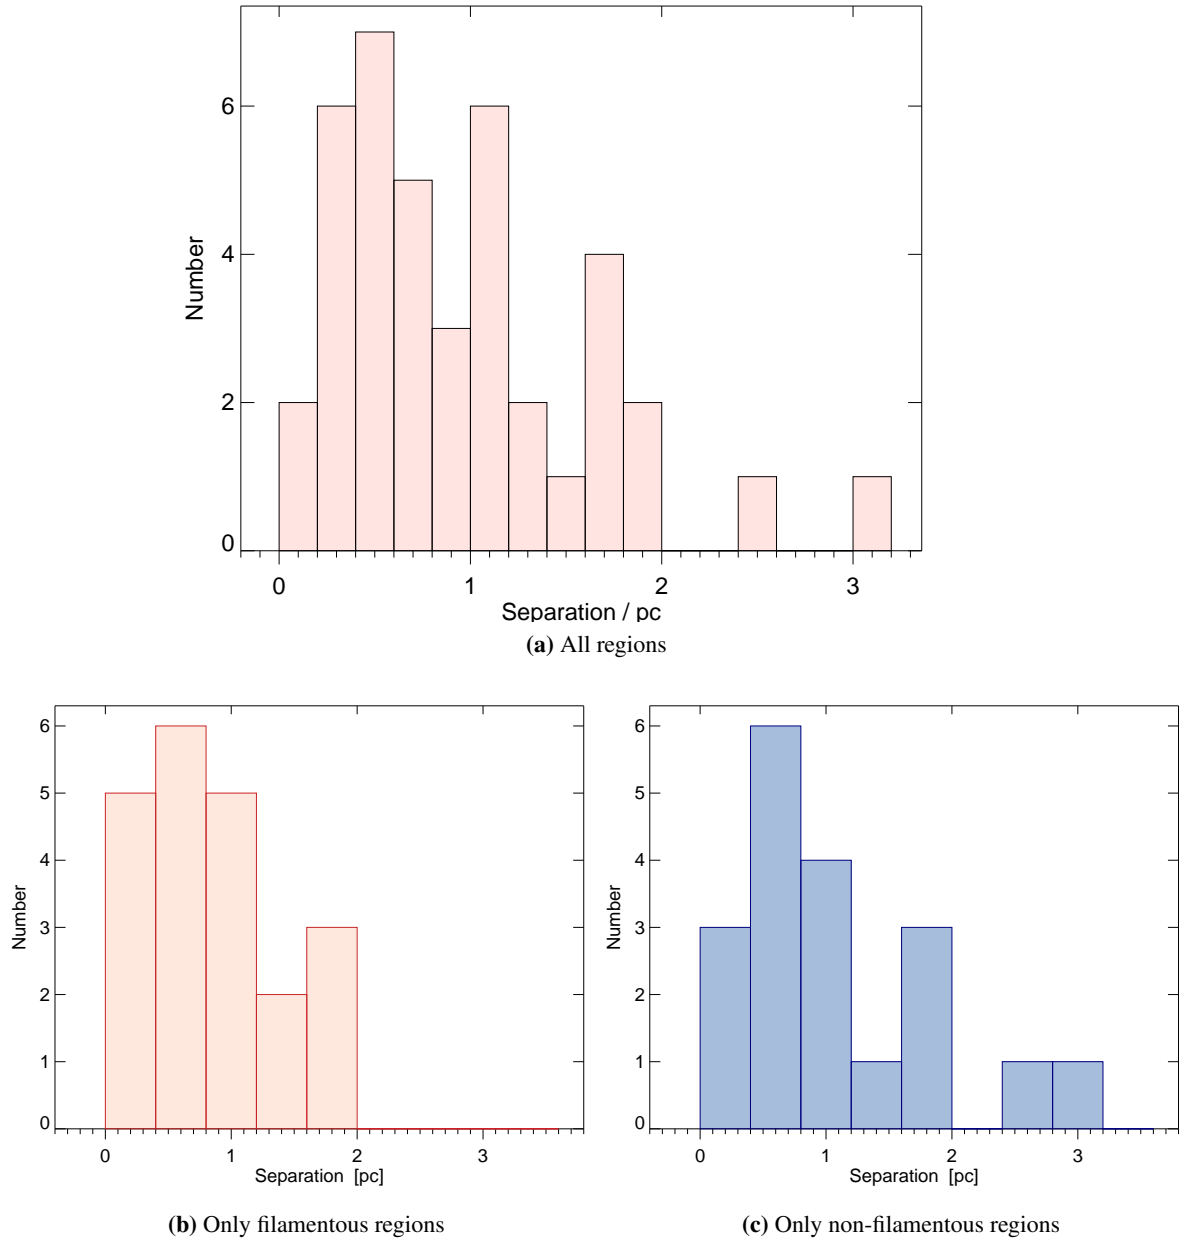 6
4
2
0
Number
0 1 2 3
Separation / pc
(a) All regions
6
5
4
3
2
1
0
Number
0 1 2 3
Separation [pc]
(b) Only filamentous regions
6
5
4
3
2
1
0
Number
0 1 2 3
Separation [pc]
(c) Only non-filamentous regions